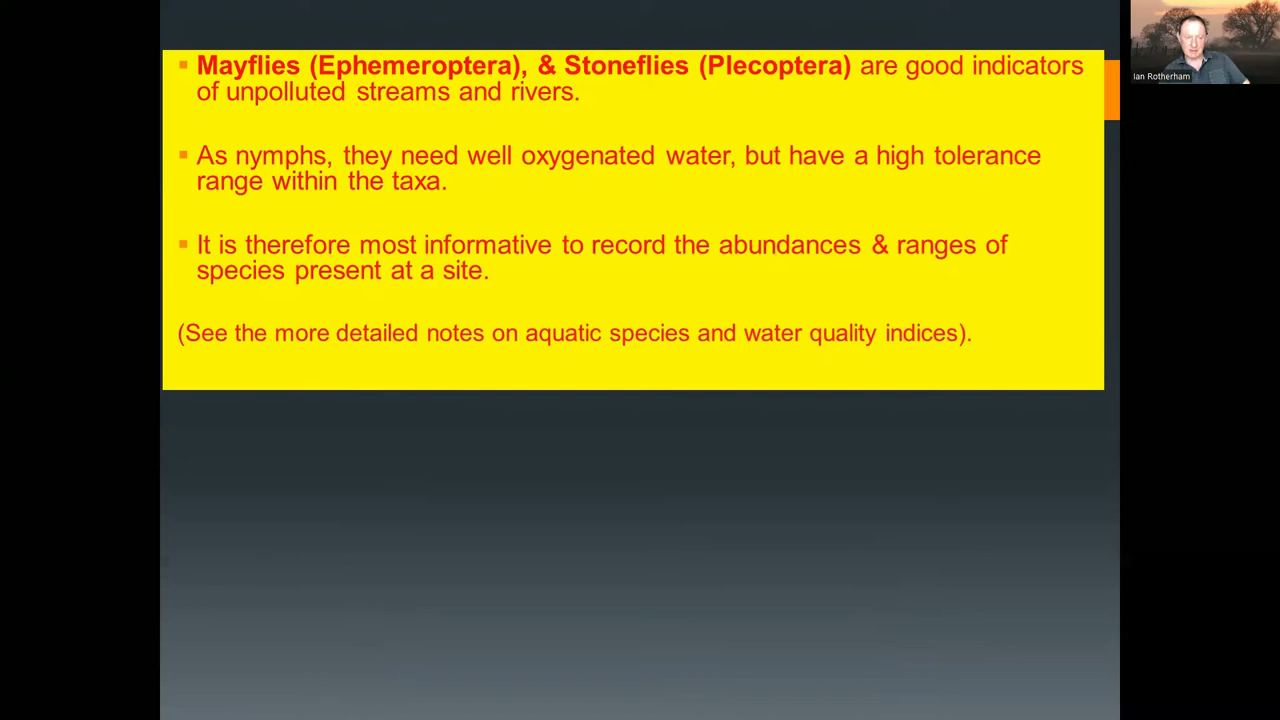 Mayflies (Ephemeroptera), & Stoneflies (Plecoptera) are good indicators
of unpolluted streams and rivers.
As nymphs, they need well oxygenated water, but have a high tolerance
range within the taxa.
It is therefore most informative to record the abundances & ranges of
species present at a site.
(See the more detailed notes on aquatic species and water quality indices).
Ian Rotherham